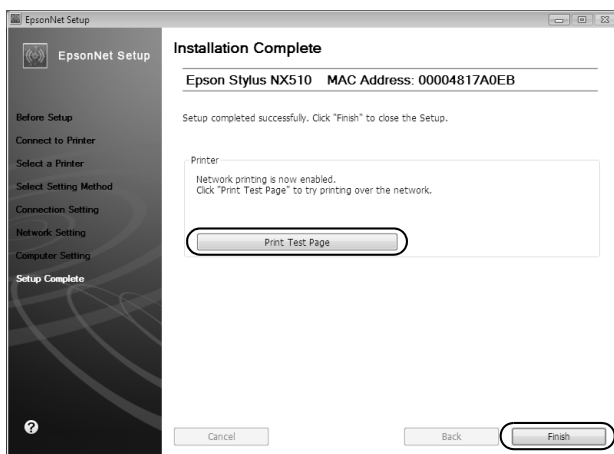 EpsonNet Setup
EpsonNet Setup
Before Setup
Connect to Printer
Select a Printer
Select Setting Method
Connection Setting
Network Setting
Computer Setting
Setup Complete
Installation Complete
Epson Stylus NX510 MAC Address: 00004817A0EB
Setup completed successfully. Click "Finish" to close the Setup.
Printer
Network printing is now enabled.
Click "Print Test Page" to try printing over the network.
Print Test Page
?
Cancel
Back
Finish